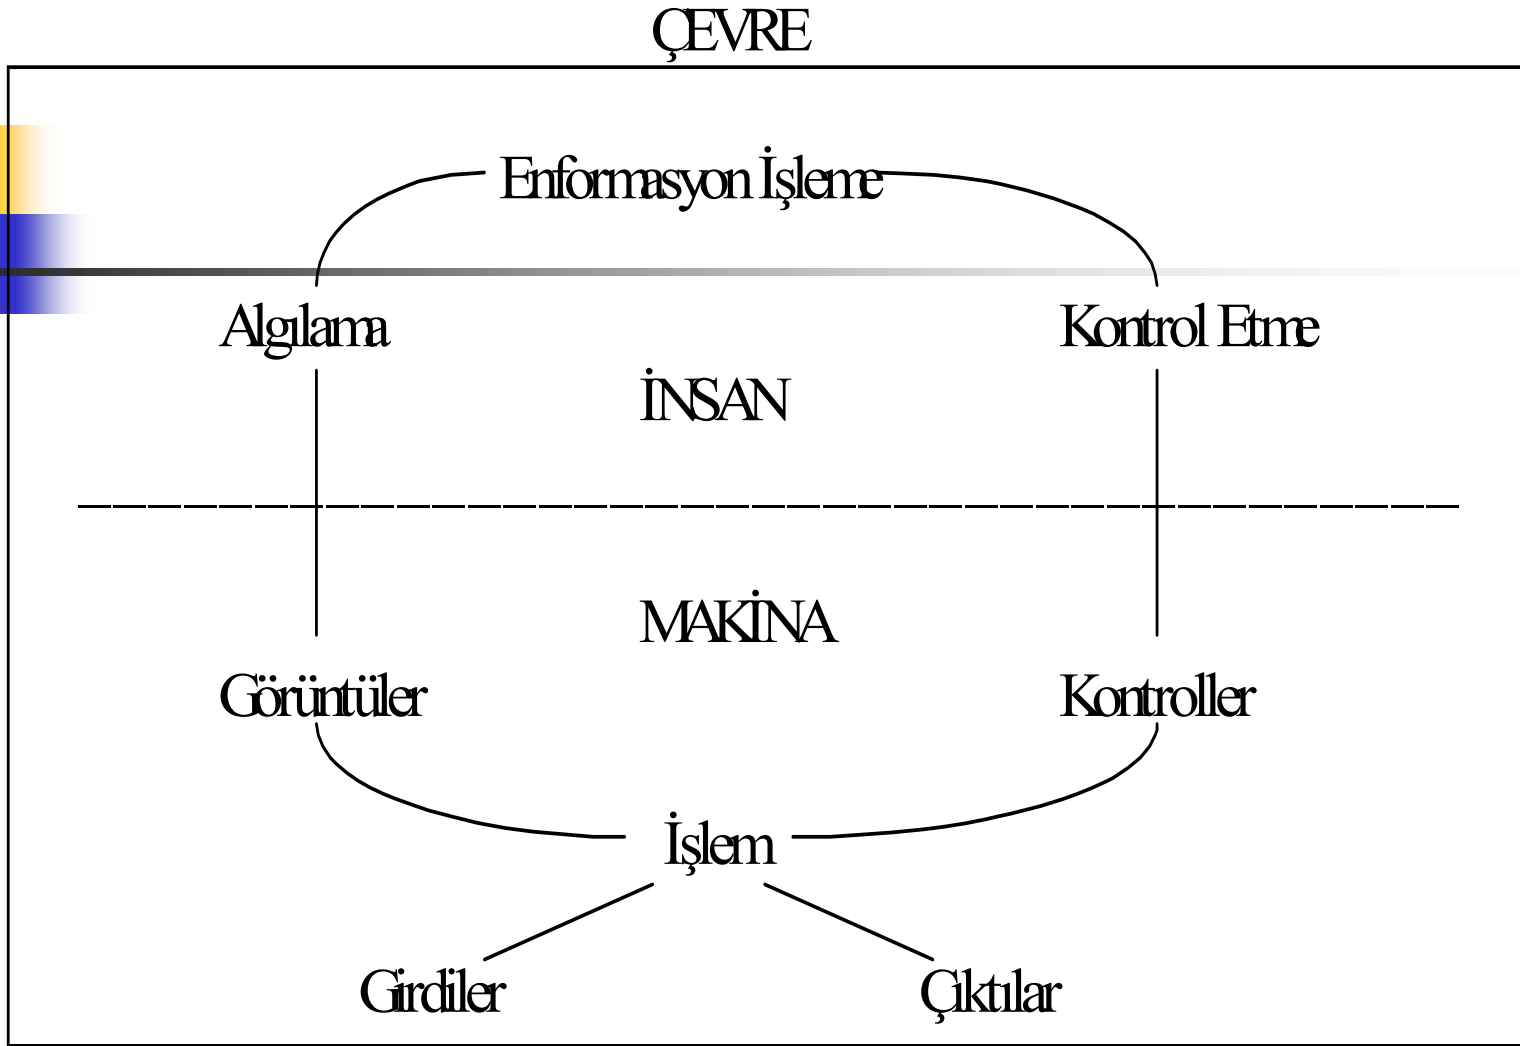 ÇEVRE
Enformasyon İşleme
Algılama
Kontrol Etme
İNSAN
MAKİNA
Görüntüler
Kontroller
İşlem
Girdiler
Çıktılar